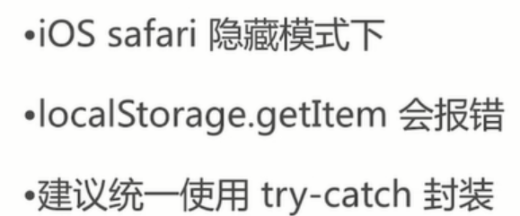 •iOS safari 隐藏模式下
•localStorage.getItem 会报错
•建议统一使用 try-catch 封装